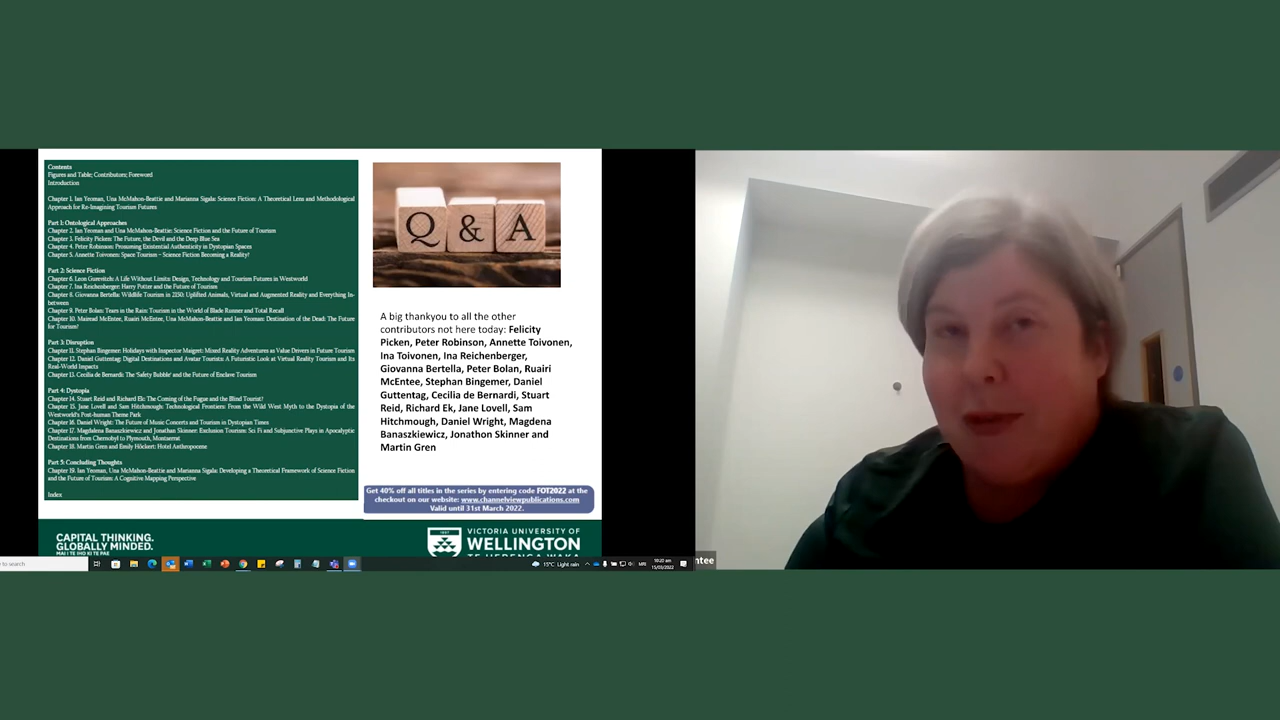 Contents
Figures and Table; Contributors; Foreword
Introduction
Chapter 1. Ian Yeoman, Una McMahon-Beattie and Marianna Sigala: Science Fiction: A Theoretical Lens and Methodological
Approach for Re-Imagining Tourism Futures
Part 1: Ontological Approaches
Chapter 2. Ian Yeoman and Una McMahon-Beattie: Science Fiction and the Future of Tourism
Chapter 3. Felicity Picken: The Future, the Devil and the Deep Blue Sea
Chapter 4. Peter Robinson: Prosuming Existential Authenticity in Dystopian Spaces
Chapter 5. Annette Toivonen: Space Tourism – Science Fiction Becoming a Reality?
Part 2: Science Fiction
Chapter 6. Leon Gurevitch: A Life Without Limits: Design, Technology and Tourism Futures in Westworld
Chapter 7. Ina Reichenberger: Harry Potter and the Future of Tourism
Chapter 8. Giovanna Bertella: Wildlife Tourism in 2150: Uplifted Animals, Virtual and Augmented Reality and Everything In-
between
Chapter 9. Peter Bolan: Tears in the Rain: Tourism in the World of Blade Runner and Total Recall
Chapter 10. Mairead McEntee, Ruairi McEntee, Una McMahon-Beattie and Ian Yeoman: Destination of the Dead: The Future
for Tourism?
Part 3: Disruption
Chapter 11. Stephan Bingemer: Holidays with Inspector Maigret: Mixed Reality Adventures as Value Drivers in Future Tourism
Chapter 12. Daniel Guttentag: Digital Destinations and Avatar Tourists: A Futuristic Look at Virtual Reality Tourism and Its
Real-World Impacts
Chapter 13. Cecilia de Bernardi: The 'Safety Bubble' and the Future of Enclave Tourism
Part 4: Dystopia
Chapter 14. Stuart Reid and Richard Ek: The Coming of the Fugue and the Blind Tourist?
Chapter 15. Jane Lovell and Sam Hitchmough: Technological Frontiers: From the Wild West Myth to the Dystopia of the
Westworld's Post-human Theme Park
Chapter 16. Daniel Wright: The Future of Music Concerts and Tourism in Dystopian Times
Chapter 17. Magdalena Banaszkiewicz and Jonathan Skinner: Exclusion Tourism: Sci Fi and Subjunctive Plays in Apocalyptic
Destinations from Chernobyl to Plymouth, Montserrat
Chapter 18. Martin Gren and Emily Höckert: Hotel Anthropocene
Part 5: Concluding Thoughts
Chapter 19. Ian Yeoman, Una McMahon-Beattie and Marianna Sigala: Developing a Theoretical Framework of Science Fiction
and the Future of Tourism: A Cognitive Mapping Perspective
Index
Q & A
A big thankyou to all the other
contributors not here today: Felicity
Picken, Peter Robinson, Annette Toivonen,
Ina Toivonen, Ina Reichenberger,
Giovanna Bertella, Peter Bolan, Ruairi
McEntee, Stephan Bingemer, Daniel
Guttentag, Cecilia de Bernardi, Stuart
Reid, Richard Ek, Jane Lovell, Sam
Hitchmough, Daniel Wright, Magdena
Banaszkiewicz, Jonathon Skinner and
Martin Gren
Get 40% off all titles in the series by entering code FOT2022 at the
checkout on our website: www.channelviewpublications.com
Valid until 31st March 2022.
CAPITAL THINKING.
GLOBALLY MINDED.
MAI I TE IHO KI TE PAE
VICTORIA UNIVERSITY OF
WELLINGTON
TE HERENGA WAKA
to search
15°C Light rain
10:20 am
15/03/2022
ntee